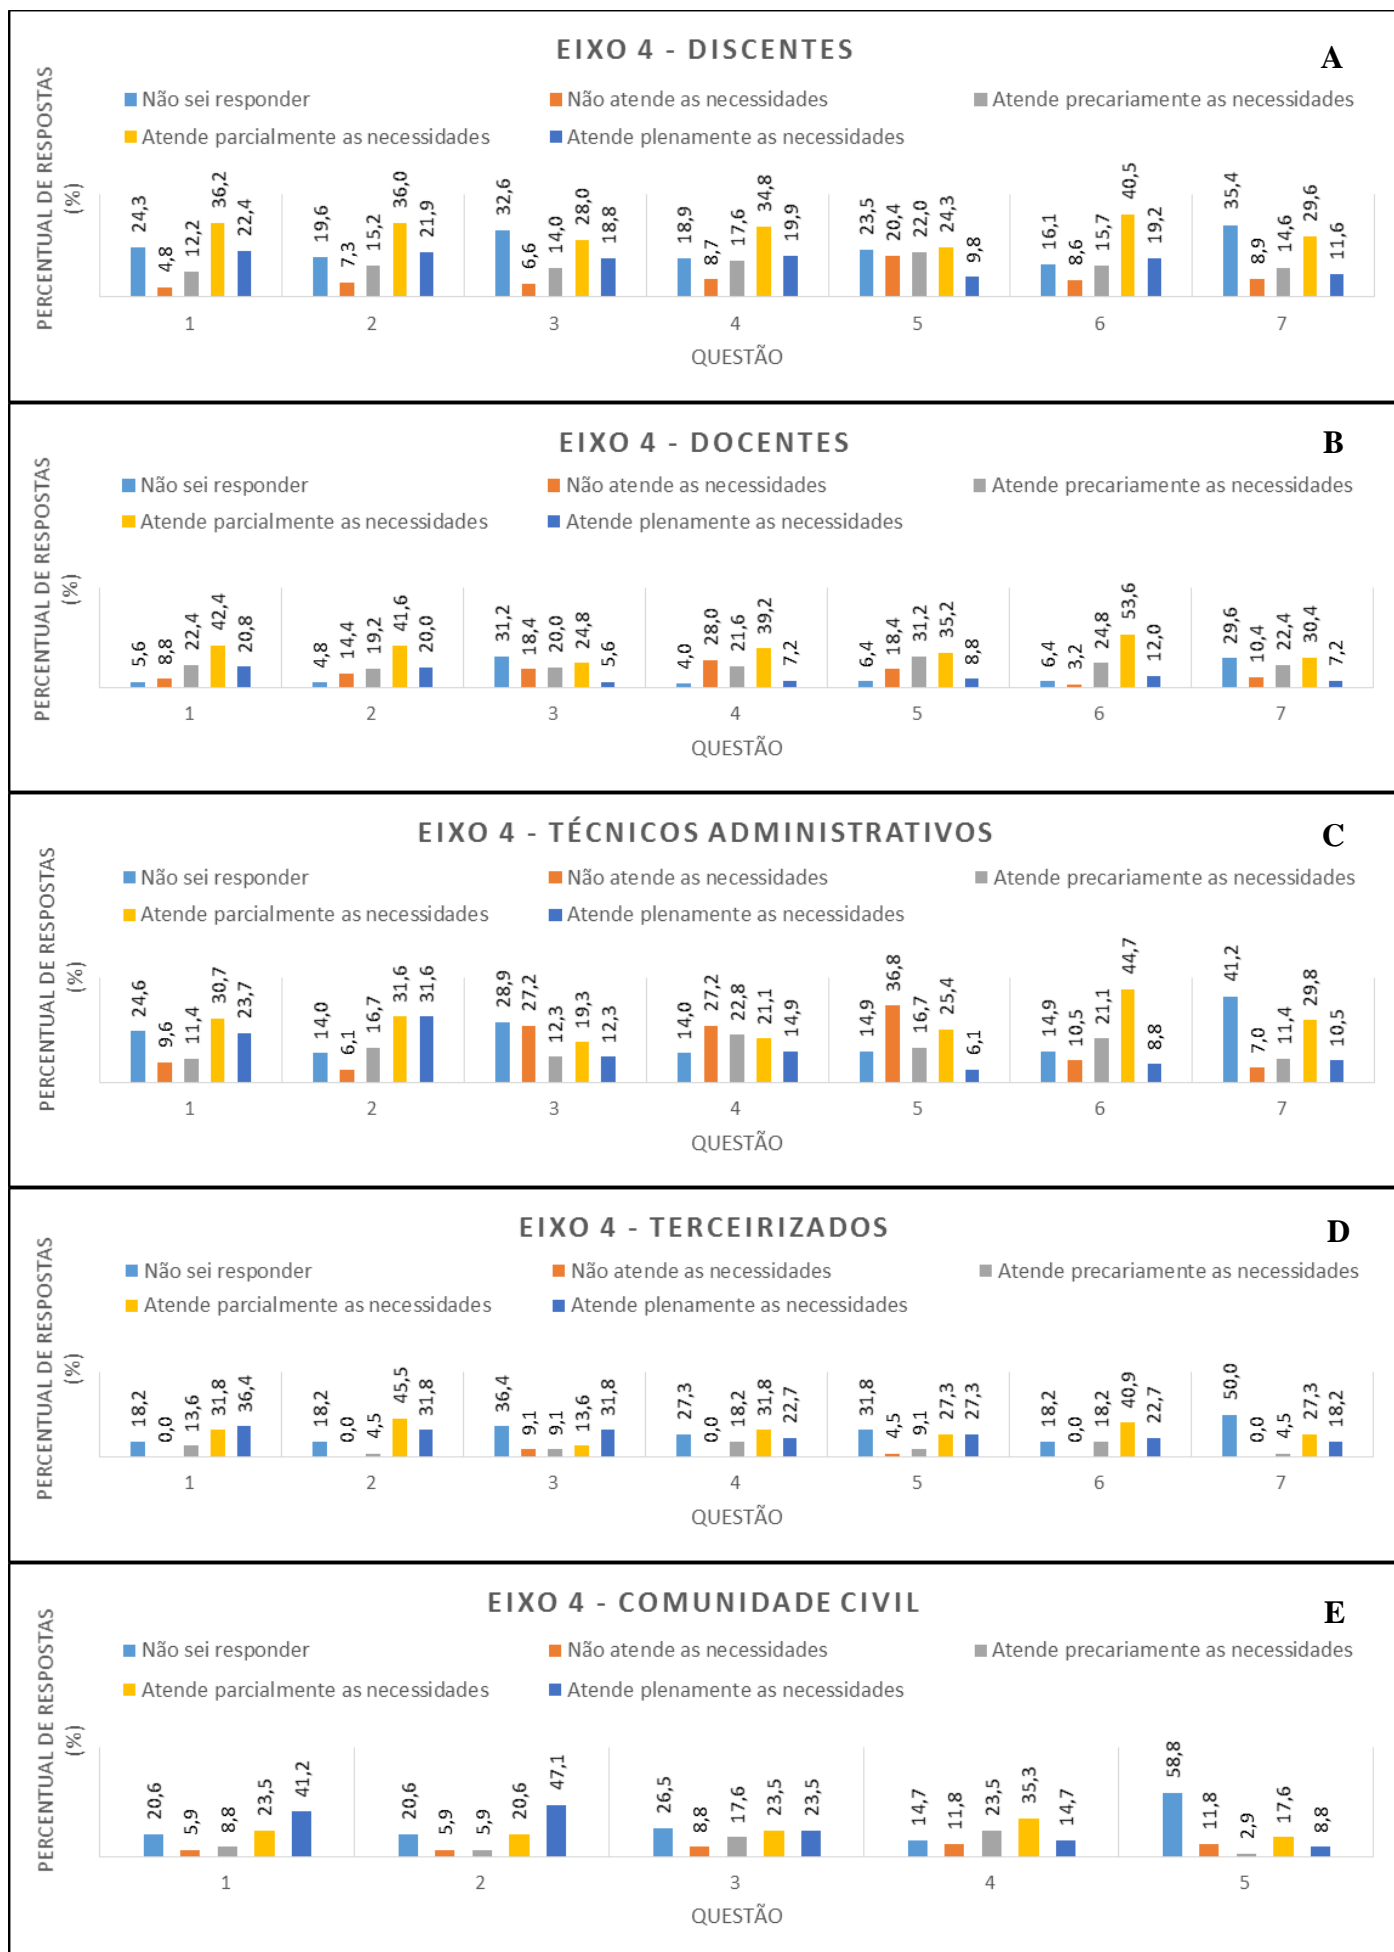 EIXO 4 - DISCENTES
A
PERCENTUAL DE RESPOSTAS
(%)
Não sei responder
Não atende as necessidades
Atende precariamente as necessidades
Atende parcialmente as necessidades
Atende plenamente as necessidades
24,3 4,8 12,2 36,2 22,4 19,6 7,3 15,2 36,0 21,9 32,6 6,6 14,0 28,0 18,8 18,9 8,7 17,6 34,8 19,9 23,5 20,4 22,0 24,3 9,8 16,1 8,6 15,7 40,5 19,2 35,4 8,9 14,6 29,6 11,6
1 2 3 4 5 6 7
QUESTÃO
EIXO 4 - DOCENTES
B
PERCENTUAL DE RESPOSTAS
(%)
Não sei responder
Não atende as necessidades
Atende precariamente as necessidades
Atende parcialmente as necessidades
Atende plenamente as necessidades
5,6 8,8 22,4 42,4 20,8 4,8 14,4 19,2 41,6 20,0 31,2 18,4 20,0 24,8 5,6 4,0 28,0 21,6 39,2 7,2 6,4 18,4 31,2 35,2 8,8 6,4 3,2 24,8 53,6 12,0 29,6 10,4 22,4 30,4 7,2
1 2 3 4 5 6 7
QUESTÃO
EIXO 4 - TÉCNICOS ADMINISTRATIVOS
C
PERCENTUAL DE RESPOSTAS
(%)
Não sei responder
Não atende as necessidades
Atende precariamente as necessidades
Atende parcialmente as necessidades
Atende plenamente as necessidades
24,6 9,6 11,4 30,7 23,7 14,0 6,1 16,7 31,6 31,6 28,9 27,2 12,3 19,3 12,3 14,0 27,2 22,8 21,1 14,9 14,9 36,8 16,7 25,4 6,1 14,9 10,5 21,1 44,7 8,8 41,2 7,0 11,4 29,8 10,5
1 2 3 4 5 6 7
QUESTÃO
EIXO 4 - TERCEIRIZADOS
D
PERCENTUAL DE RESPOSTAS
(%)
Não sei responder
Não atende as necessidades
Atende precariamente as necessidades
Atende parcialmente as necessidades
Atende plenamente as necessidades
18,2 0,0 13,6 31,8 36,4 18,2 0,0 4,5 45,5 31,8 36,4 9,1 9,1 13,6 31,8 27,3 0,0 18,2 31,8 22,7 31,8 4,5 9,1 27,3 27,3 18,2 0,0 18,2 40,9 22,7 50,0 0,0 4,5 27,3 18,2
1 2 3 4 5 6 7
QUESTÃO
EIXO 4 - COMUNIDADE CIVIL
E
PERCENTUAL DE RESPOSTAS
(%)
Não sei responder
Não atende as necessidades
Atende precariamente as necessidades
Atende parcialmente as necessidades
Atende plenamente as necessidades
20,6 5,9 8,8 23,5 41,2 20,6 5,9 5,9 20,6 47,1 26,5 8,8 17,6 23,5 23,5 14,7 11,8 23,5 35,3 14,7 58,8 11,8 2,9 17,6 8,8
1 2 3 4 5
QUESTÃO